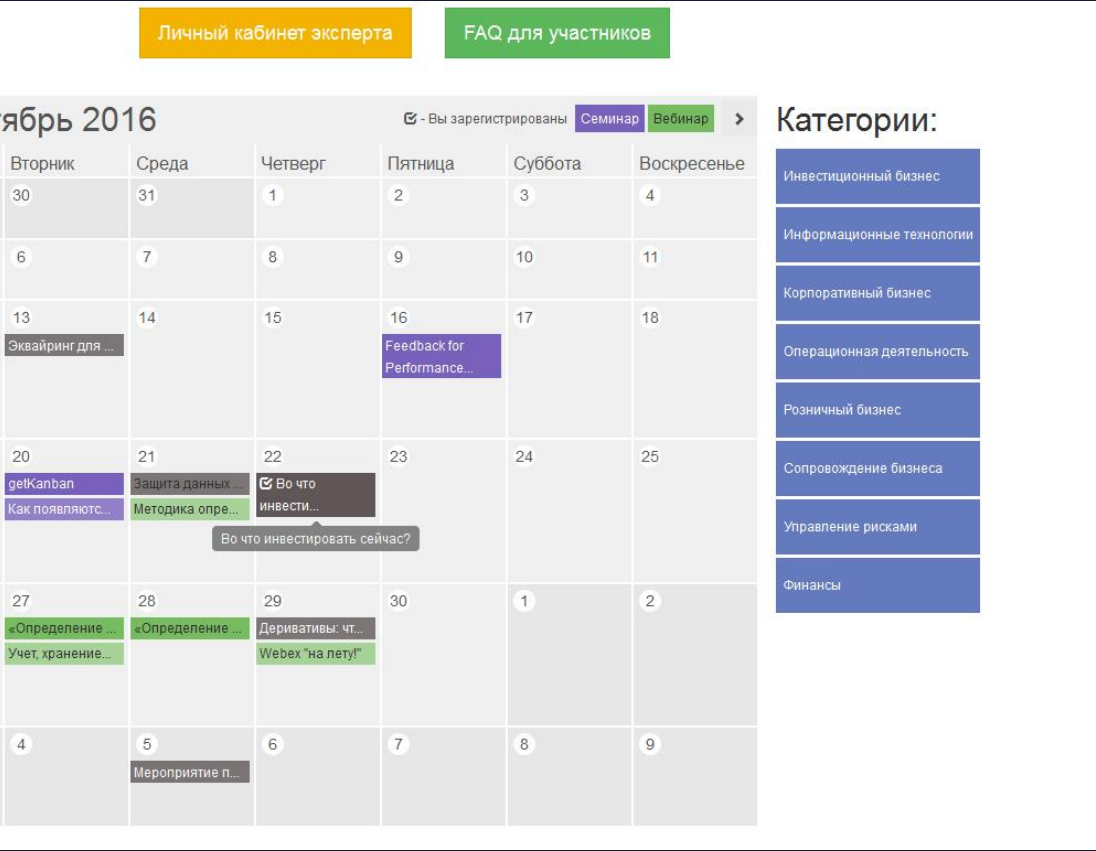 Личный кабинет эксперта
FAQ для участников
ябрь 2016
- Вы зарегистрированы
Семинар
Вебинар
Категории:
Вторник
Среда
Четверг
Пятница
Суббота
Воскресенье
30
31
1
2
3
4
6
7
8
9
10
11
13
14
15
16
17
18
Эквайринг для ...
Feedback for
Performance...
20
21
22
23
24
25
getKanban
Защита данных ...
Во что
инвести...
Как появляютс...
Методика опре...
Во что инвестировать сейчас?
27
28
29
30
1
2
«Определение ...
«Определение ...
Деривативы: чт...
Учет, хранение...
Webex "на лету!"
4
5
6
7
8
9
Мероприятие п...
Инвестиционный бизнес
Информационные технологии
Корпоративный бизнес
Операционная деятельность
Розничный бизнес
Сопровождение бизнеса
Управление рисками
Финансы